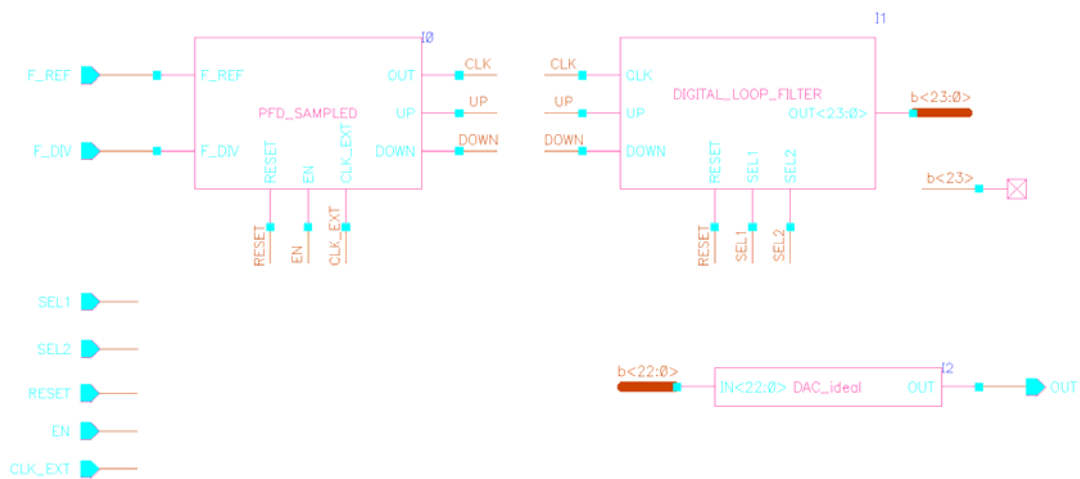 I1
I0
F_REF
F_REF
OUT
CLK
CLK
CLK
DIGITAL_LOOP_FILTER
b<23:0>
PFD_SAMPLED
UP
UP
UP
UP
OUT<23:0>
F_DIV
F_DIV
DOWN
DOWN
DOWN
DOWN
RESET
EN
CLK_EXT
RESET
SEL1
SEL2
b<23>
RESET
EN
CLK_EXT
RESET
SEL1
SEL2
SEL1
SEL2
b<22:0>
I2
RESET
IN<22:0>
DAC_ideal
OUT
OUT
EN
CLK_EXT